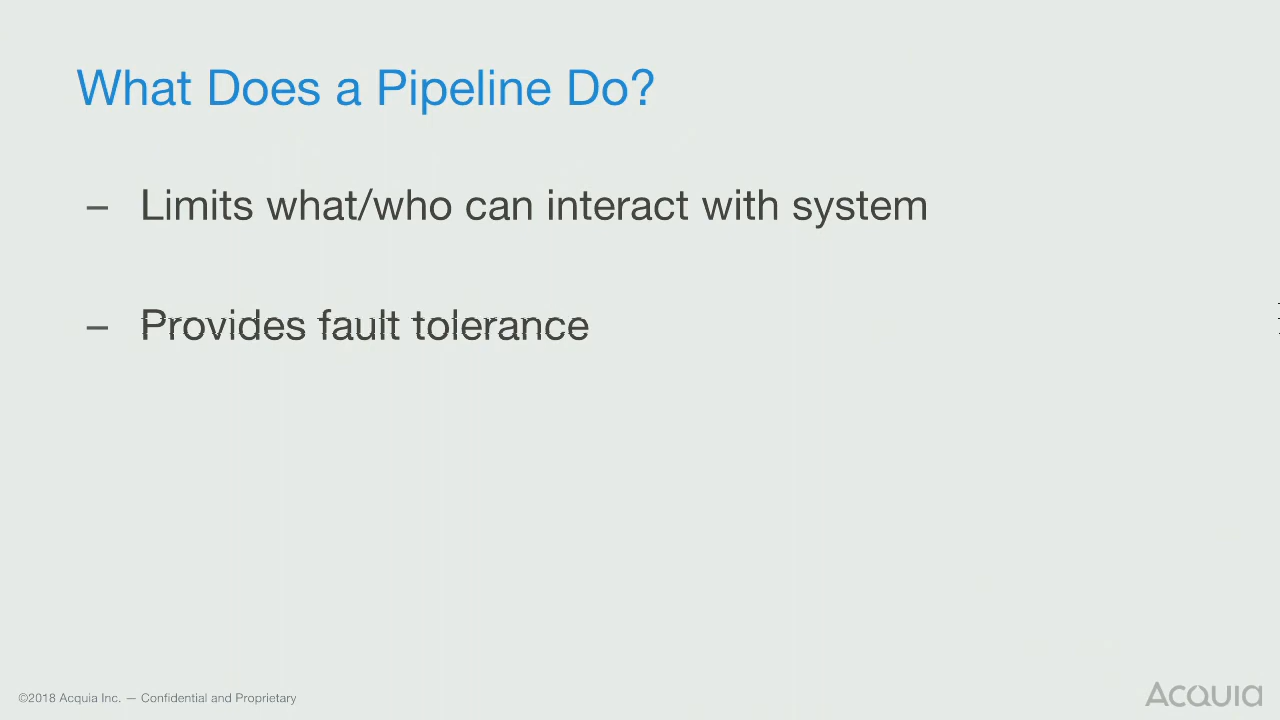 What Does a Pipeline Do?
– Limits what/who can interact with system
– Provides fault tolerance
©2018 Acquia Inc. — Confidential and Proprietary
Acquia